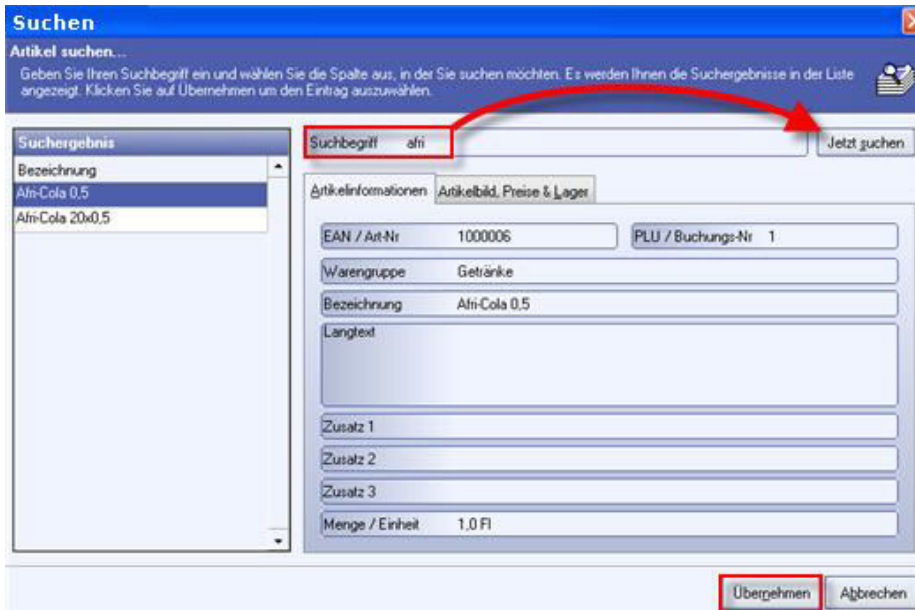 Suchen
Artikel suchen...
Geben Sie Ihren Suchbegriff ein und wählen Sie die Spalte aus, in der Sie suchen möchten. Es werden Ihnen die Suchergebnisse in der Liste
angezeigt. Klicken Sie auf Übernehmen um den Eintrag auszuwählen.
Suchergebnis
Bezeichnung
Afri-Cola 0,5
Afri-Cola 20x0,5
Suchbegriff afri
Jetzt suchen
Artikelinformationen Artikelbild, Preise & Lager
EAN / Art-Nr 1000006 PLU / Buchungs-Nr 1
Warengruppe Getränke
Bezeichnung Afri-Cola 0,5
Langtext
Zusatz 1
Zusatz 2
Zusatz 3
Menge / Einheit 1,0 Fl
Übernehmen Abbrechen